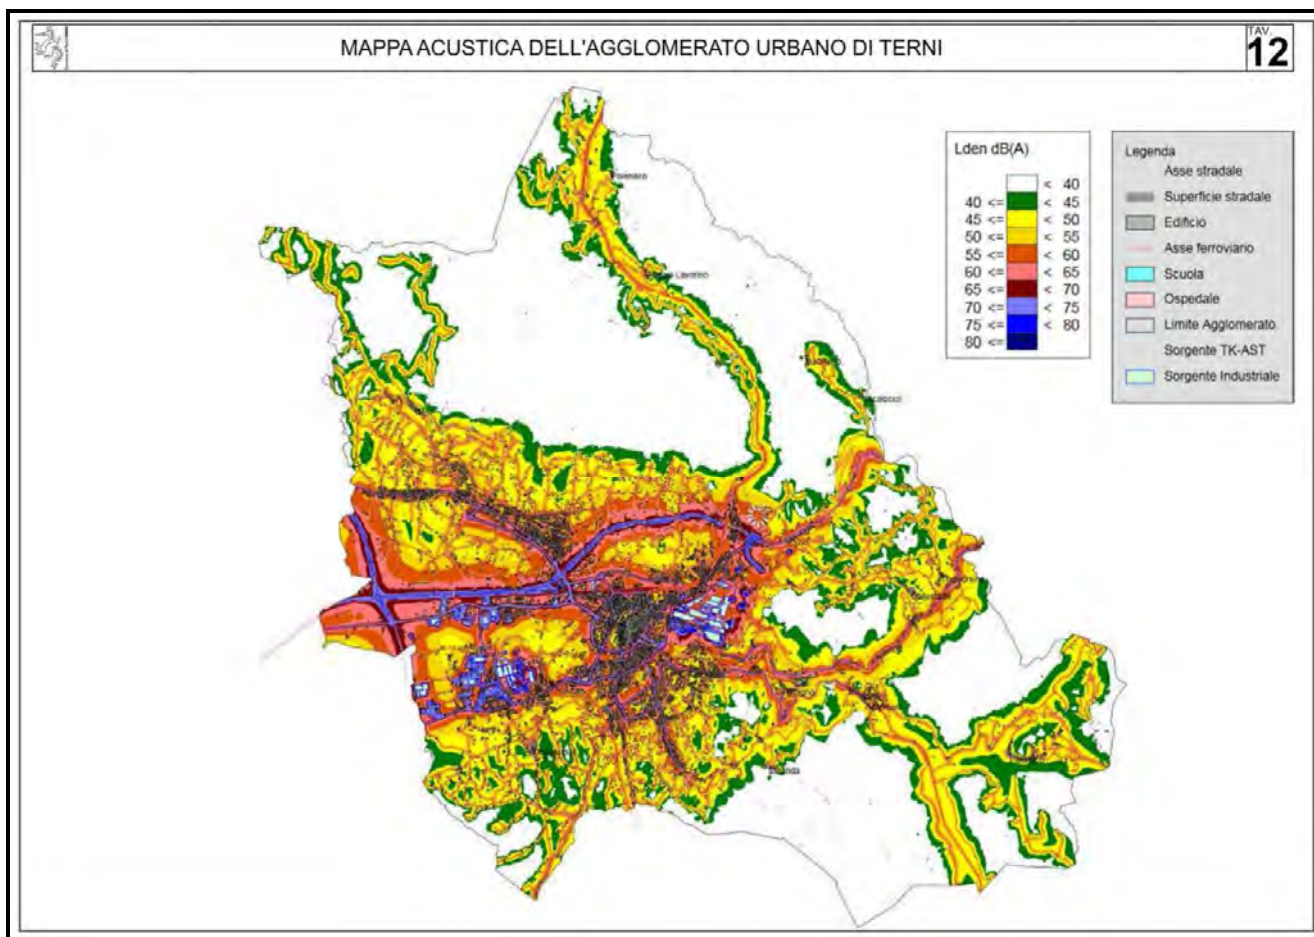 MAPPA ACUSTICA DELL'AGGLOMERATO URBANO DI TERNI
TAV.
12
Lden dB(A)
< 40
40 <= < 45
45 <= < 50
50 <= < 55
55 <= < 60
60 <= < 65
65 <= < 70
70 <= < 75
75 <= < 80
80 <=
Legenda
Asse stradale
Superficie stradale
Edificio
Asse ferroviario
Scuola
Ospedale
Limite Agglomerato
Sorgente TK-AST
Sorgente Industriale